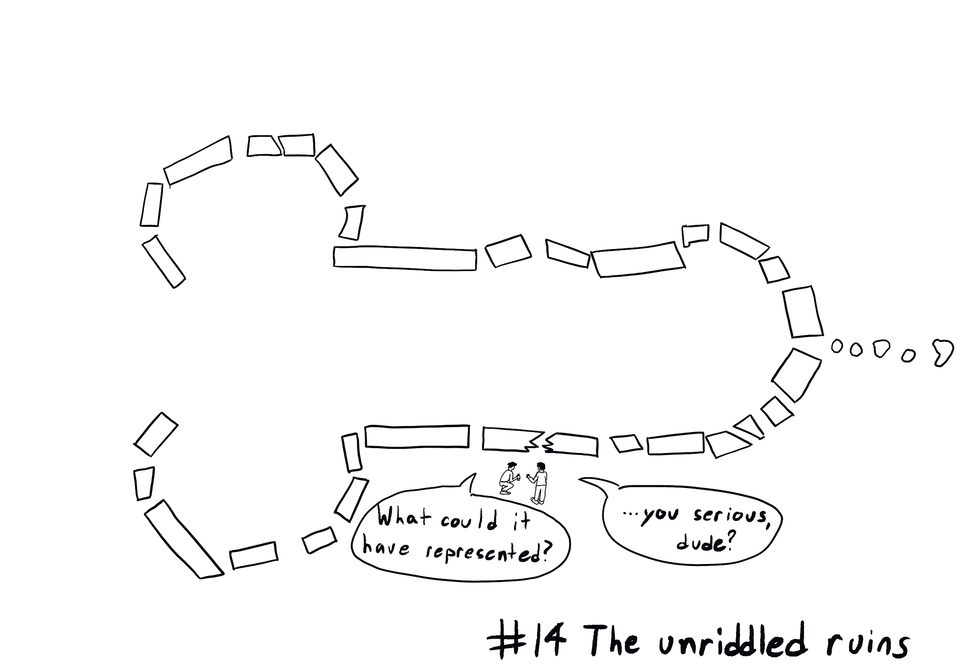 What could it
have represented?
...you serious,
dude?
#14 The unriddled ruins